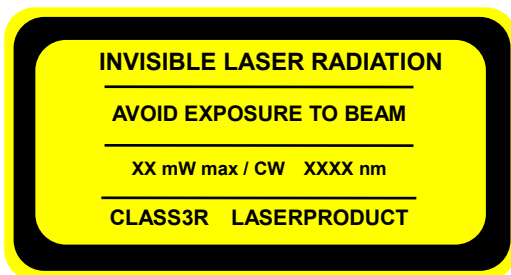 INVISIBLE LASER RADIATION
AVOID EXPOSURE TO BEAM
XX mW max / CW XXXX nm
CLASS3R LASERPRODUCT